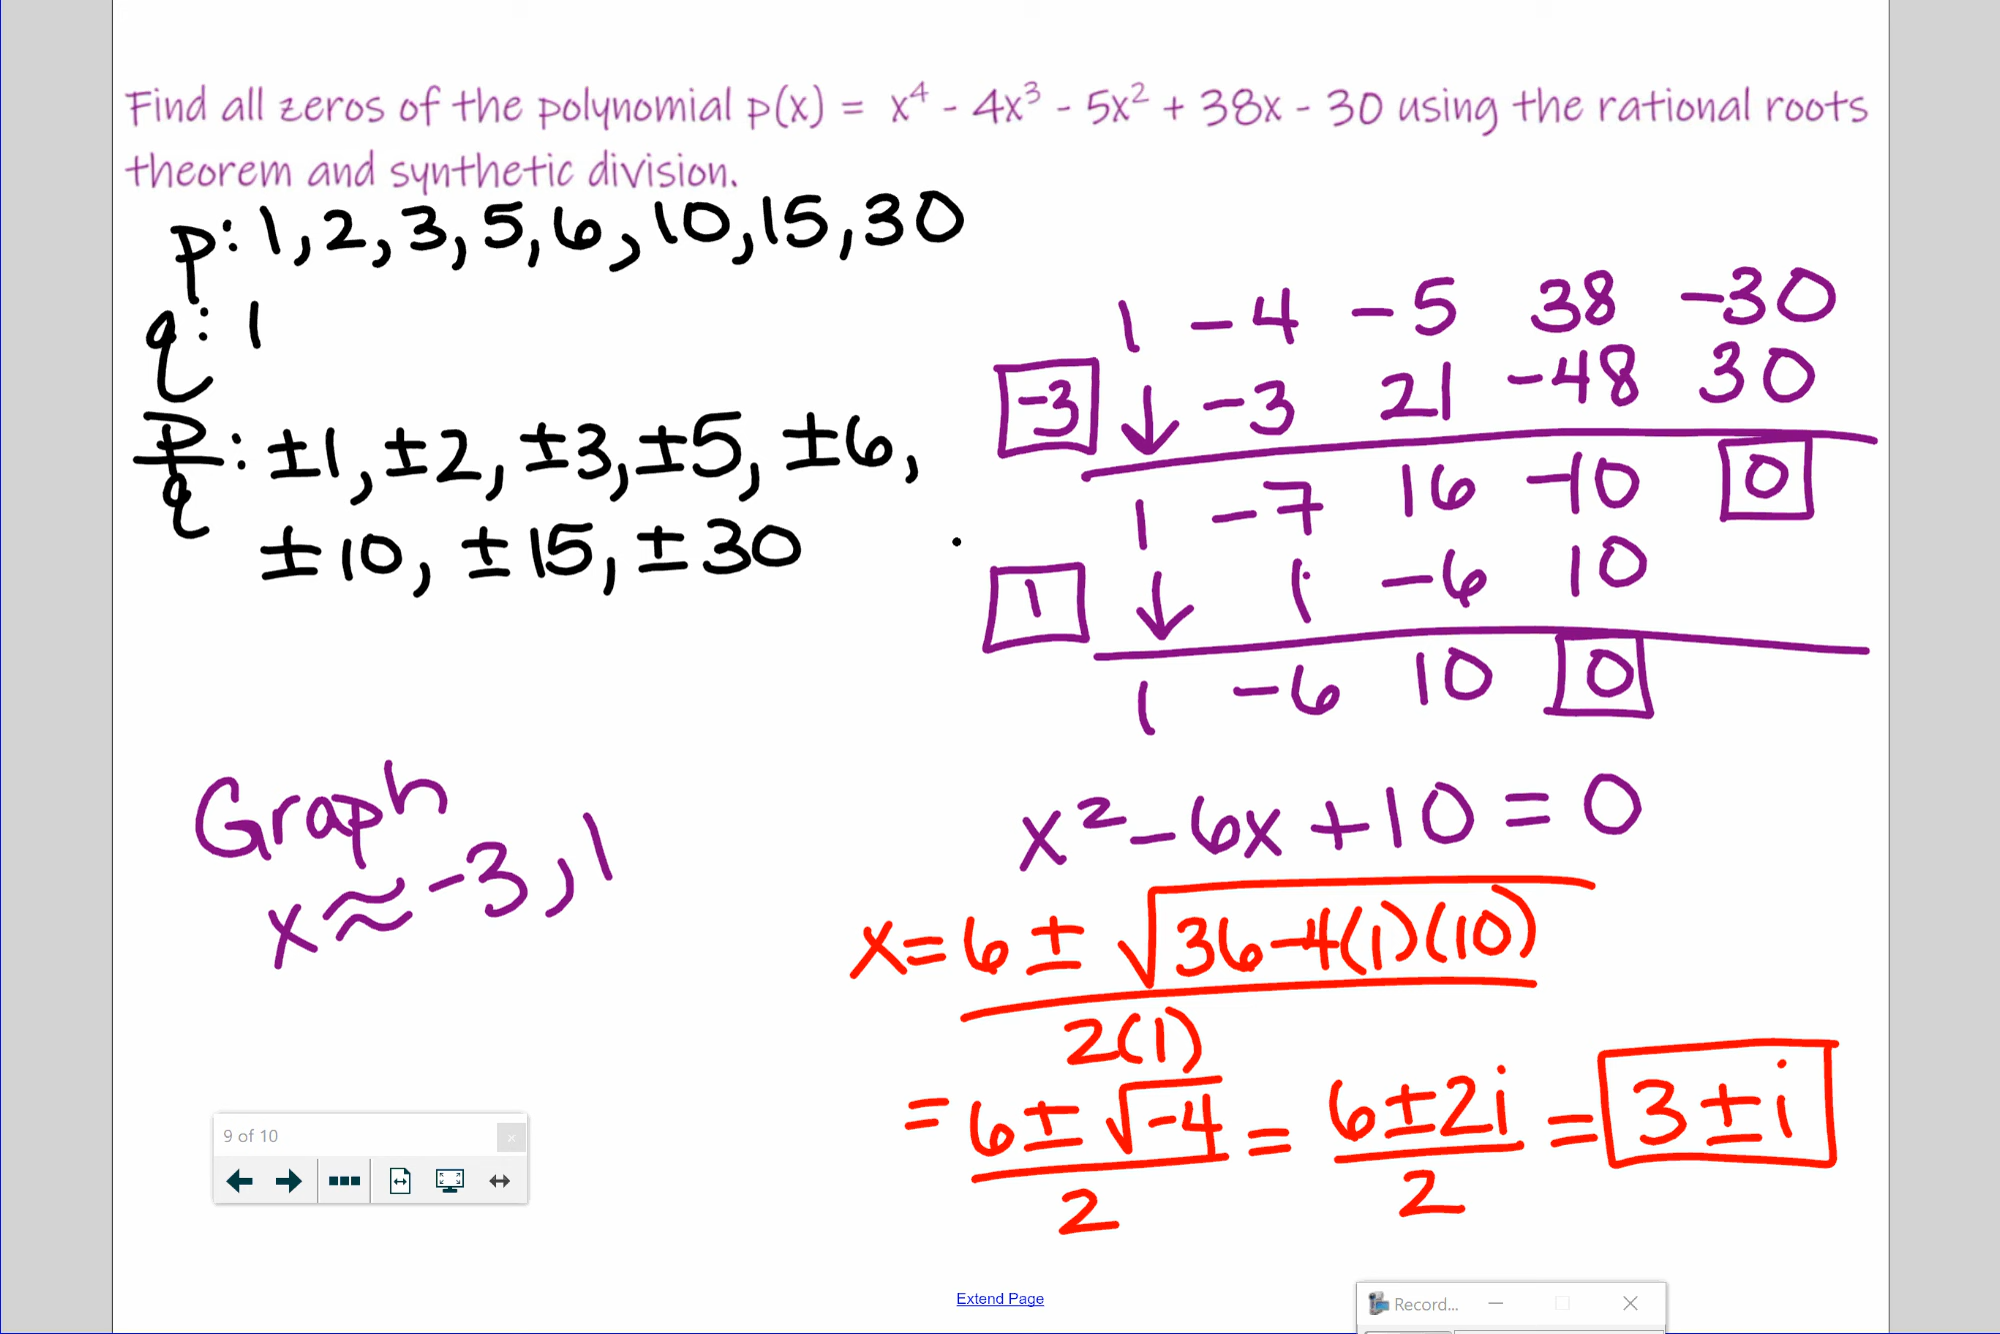 Find all zeros of the polynomial p(x) = x⁴ - 4x³ - 5x² + 38x - 30 using the rational roots
theorem and synthetic division.
p: 1, 2, 3, 5, 6, 10, 15, 30
q: 1
p/q: ±1, ±2, ±3, ±5, ±6,
±10, ±15, ±30
1 -4 -5 38 -30
-3 ↓ -3 21 -48 30
1 -7 16 -10 0
1 ↓ 1 -6 10
1 -6 10 0
Graph
x ≈ -3, 1
x² - 6x + 10 = 0
x = 6 ± √36-4(1)(10)
2(1)
= 6 ± √-4 / 2 = 6 ± 2i / 2 = 3 ± i
9 of 10
Extend Page
Record...